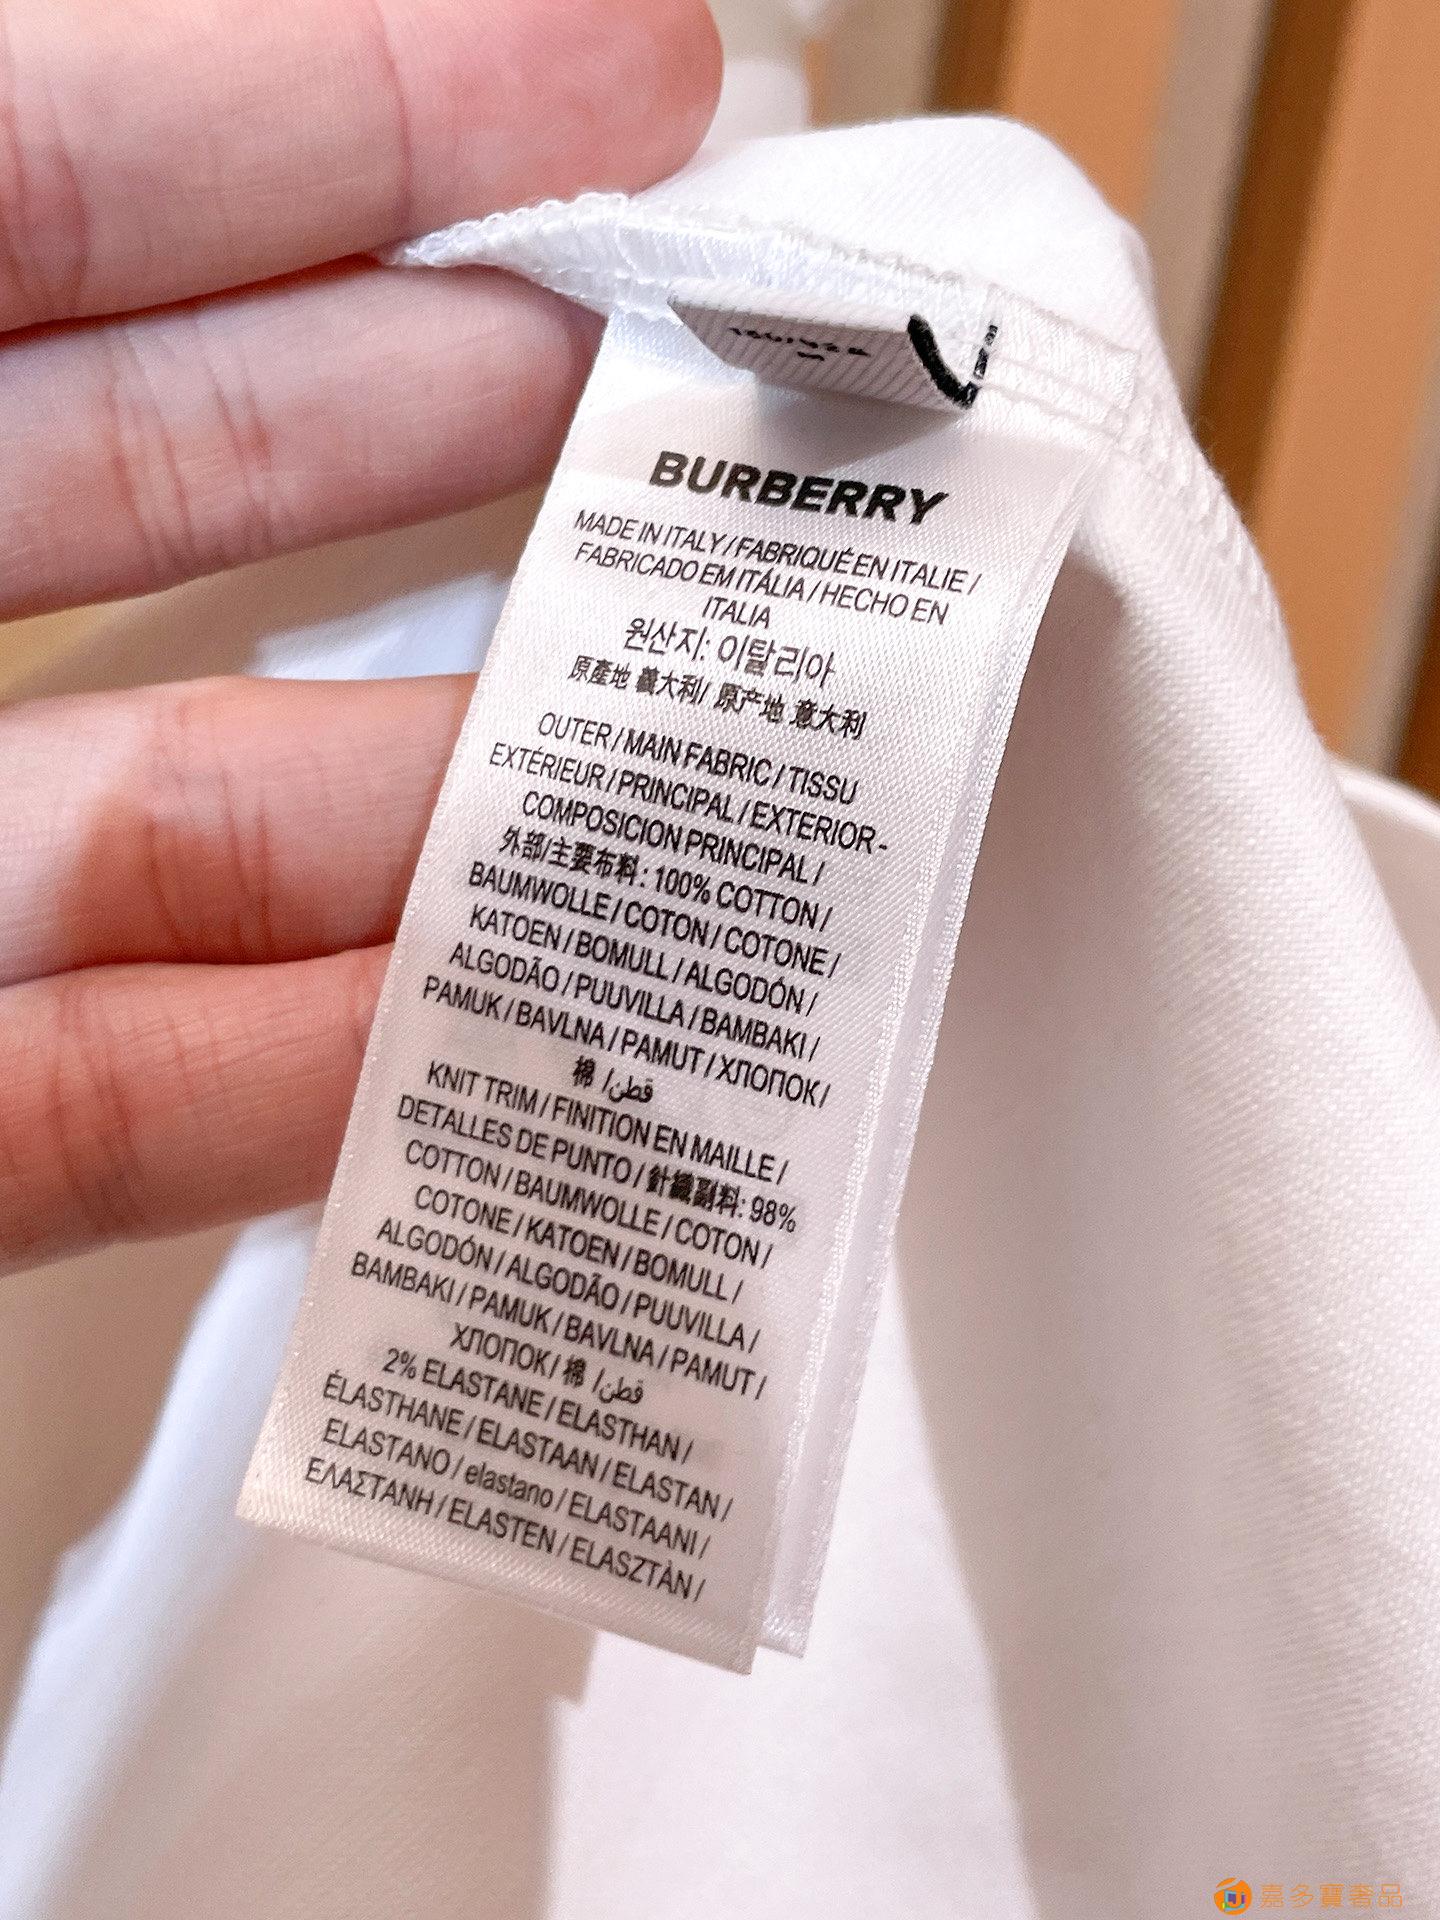 BURBERRY
MADE IN ITALY / FABRIQUÉ EN ITALIE /
FABRICADO EM ITÁLIA / HECHO EN
ITALIA
원산지: 이탈리아
原產地 義大利/ 原产地 意大利
OUTER / MAIN FABRIC / TISSU
EXTÉRIEUR / PRINCIPAL / EXTERIOR-
COMPOSICION PRINCIPAL /
外部/主要布料: 100% COTTON /
BAUMWOLLE / COTON / COTONE /
KATOEN / BOMULL / ALGODÓN /
ALGODÃO / PUUVILLA / BAMBAKI /
PAMUK / BAVLNA / PAMUT / ХЛОПОК /
棉 / قطن/
KNIT TRIM / FINITION EN MAILLE /
DETALLES DE PUNTO / 針織副料: 98%
COTTON / BAUMWOLLE / COTON /
COTONE / KATOEN / BOMULL /
ALGODÓN / ALGODÃO / PUUVILLA /
BAMBAKI / PAMUK / BAVLNA / PAMUT /
ХЛОПОК / 棉 / قطن/
2% ELASTANE / ELASTHAN /
ÉLASTHANE / ELASTAAN / ELASTAN /
ELASTANO / elastano / ELASTAANI /
ΕΛΑΣΤΑΝΗ / ELASTEN / ELASZTÀN /
嘉多寶奢品